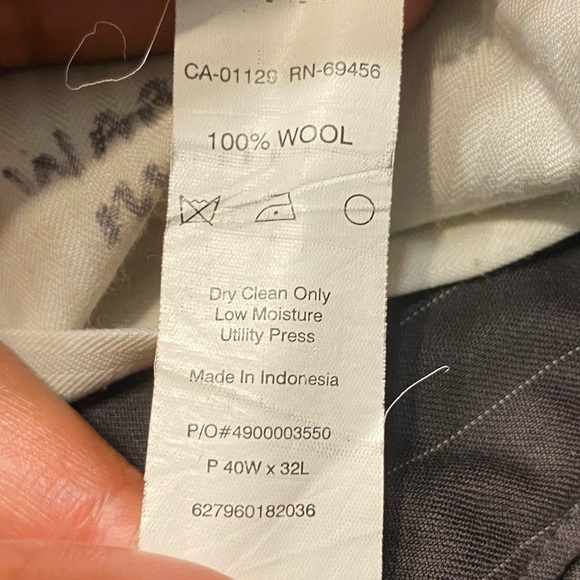 CA-01129 RN-69456
100% WOOL
Dry Clean Only
Low Moisture
Utility Press
Made In Indonesia
P/O#4900003550
P 40W x 32L
627960182036